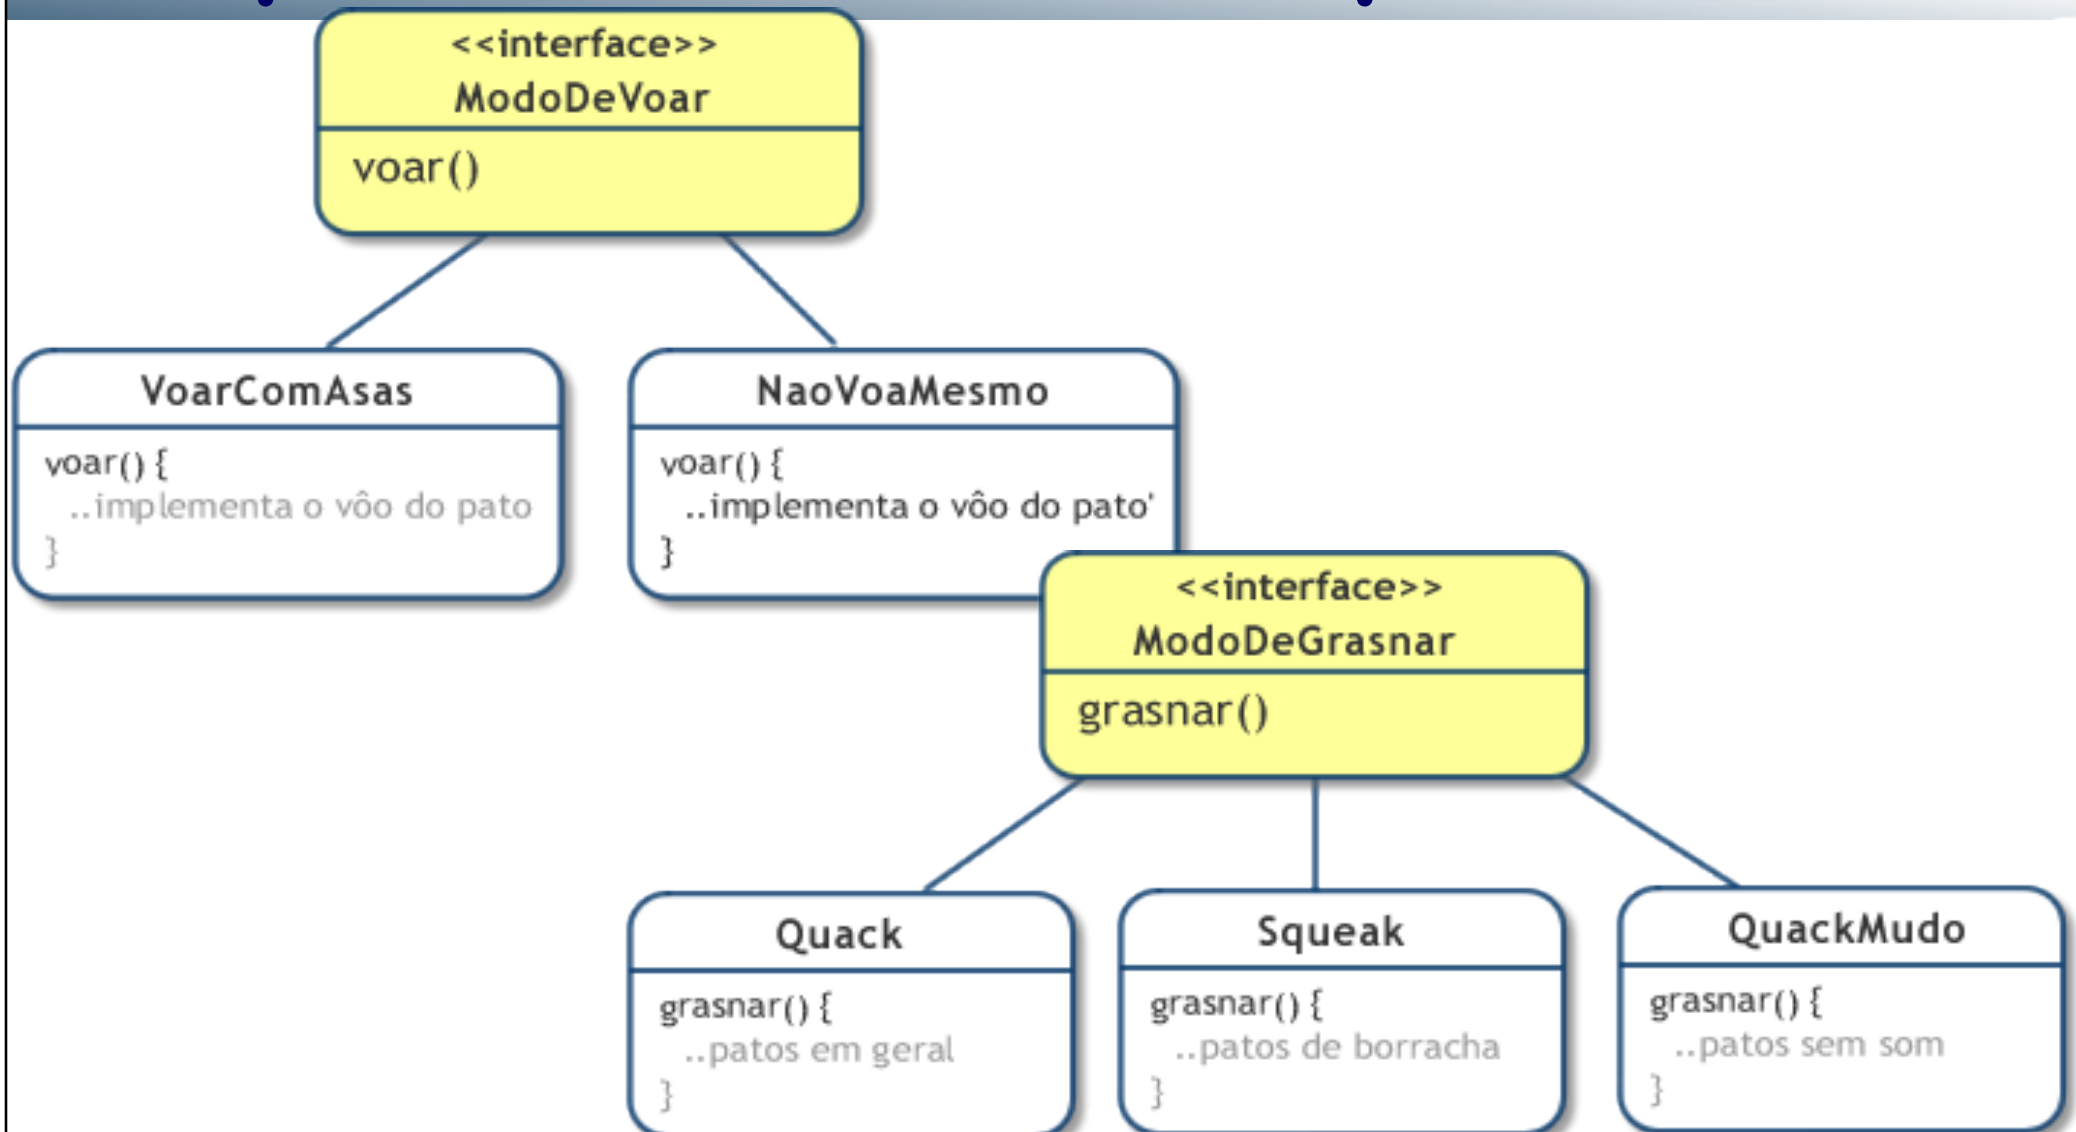 <<interface>>
ModoDeVoar
voar()
VoarComAsas
voar() {
..implementa o vôo do pato
}
NaoVoaMesmo
voar() {
..implementa o vôo do pato'
}
<<interface>>
ModoDeGrasnar
grasnar()
Quack
grasnar() {
..patos em geral
}
Squeak
grasnar() {
..patos de borracha
}
QuackMudo
grasnar() {
..patos sem som
}